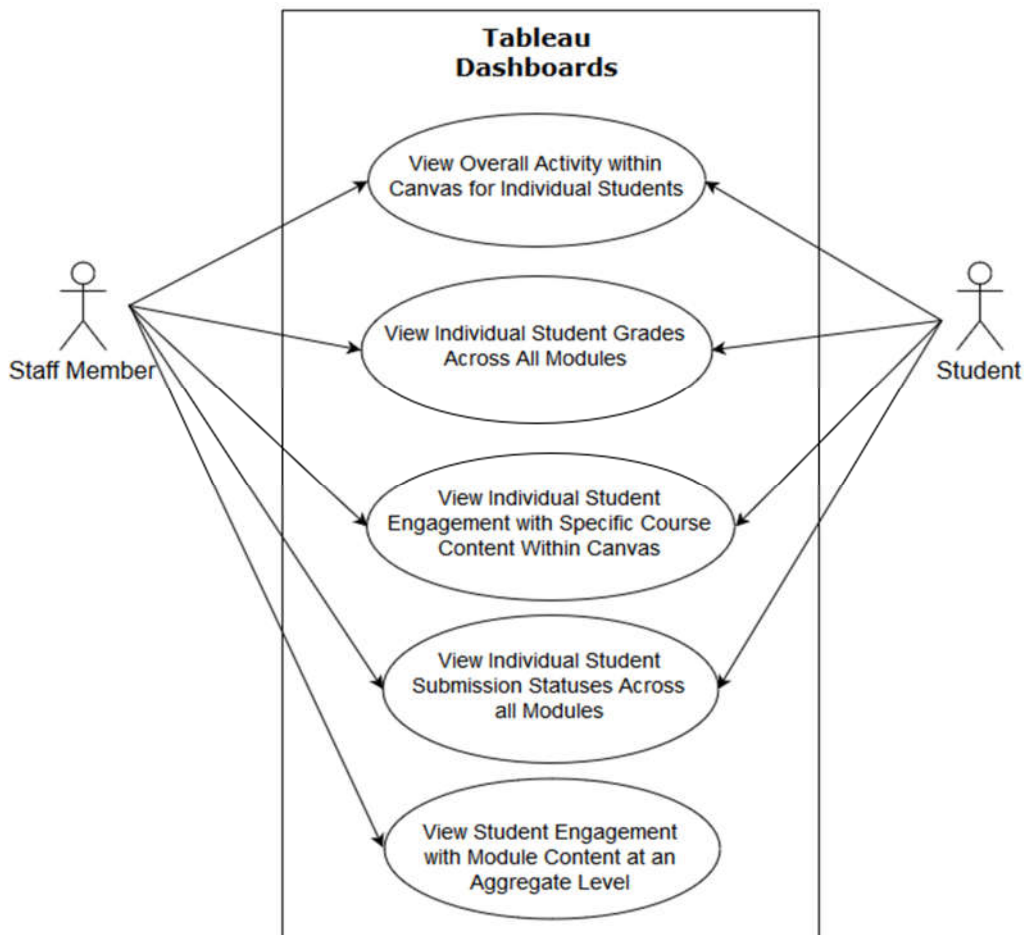 Tableau
Dashboards
View Overall Activity within
Canvas for Individual Students
View Individual Student Grades
Across All Modules
Staff Member
Student
View Individual Student
Engagement with Specific Course
Content Within Canvas
View Individual Student
Submission Statuses Across
all Modules
View Student Engagement
with Module Content at an
Aggregate Level